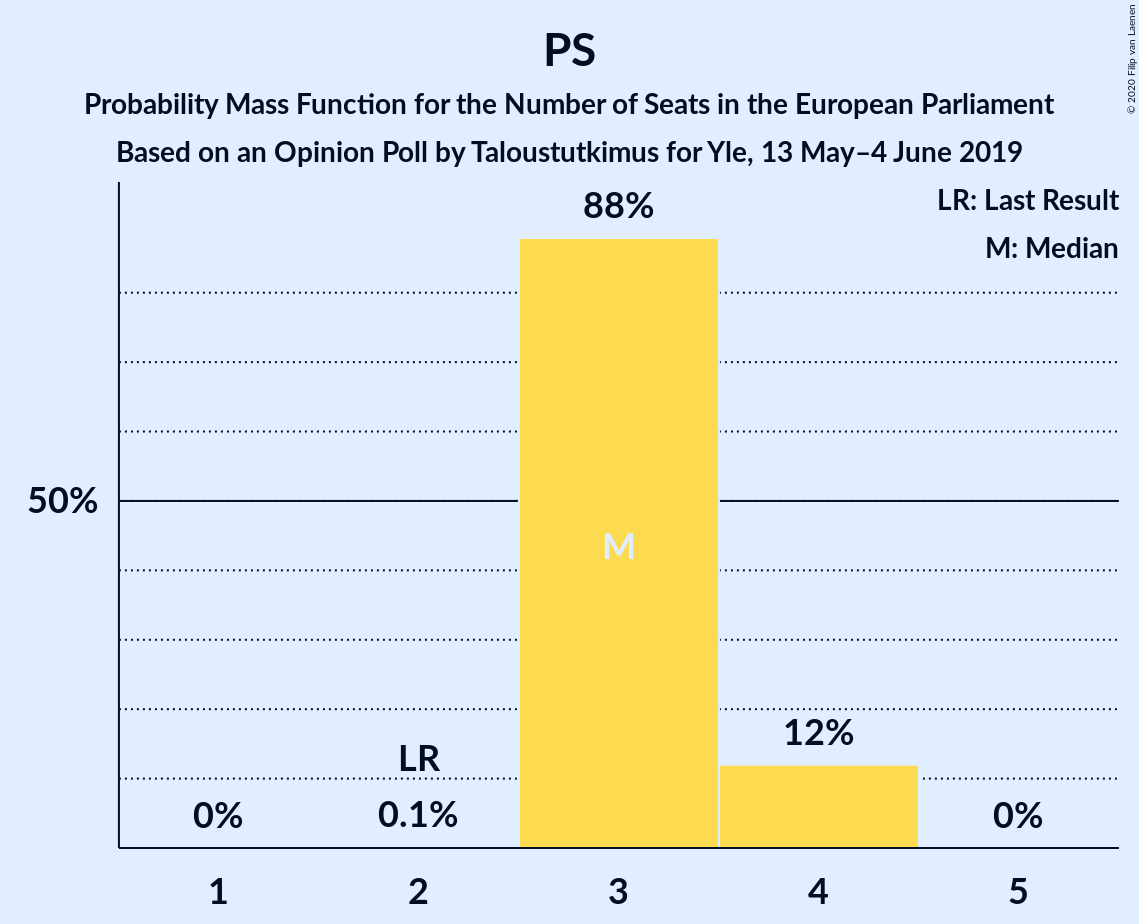 PS
Probability Mass Function for the Number of Seats in the European Parliament
Based on an Opinion Poll by Taloustutkimus for Yle, 13 May–4 June 2019
© 2020 Filip van Laenen
LR: Last Result
M: Median
88%
50%
M
12%
LR
0%
0.1%
0%
1
2
3
4
5